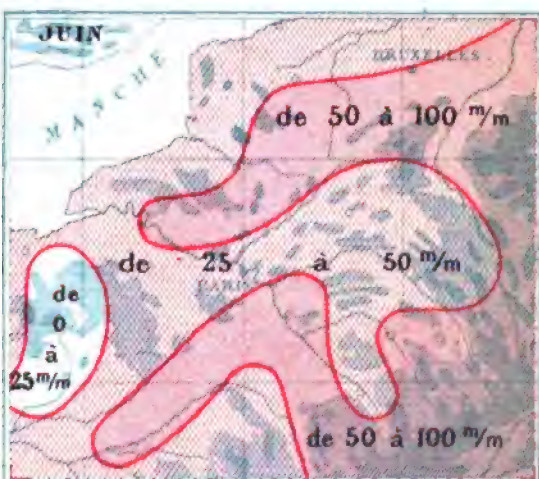 JUIN
MANCHE
BRUXELLES
de 50 à 100 m/m
de 25 à 50 m/m
PARIS
de
0
à
25 m/m
de 50 à 100 m/m